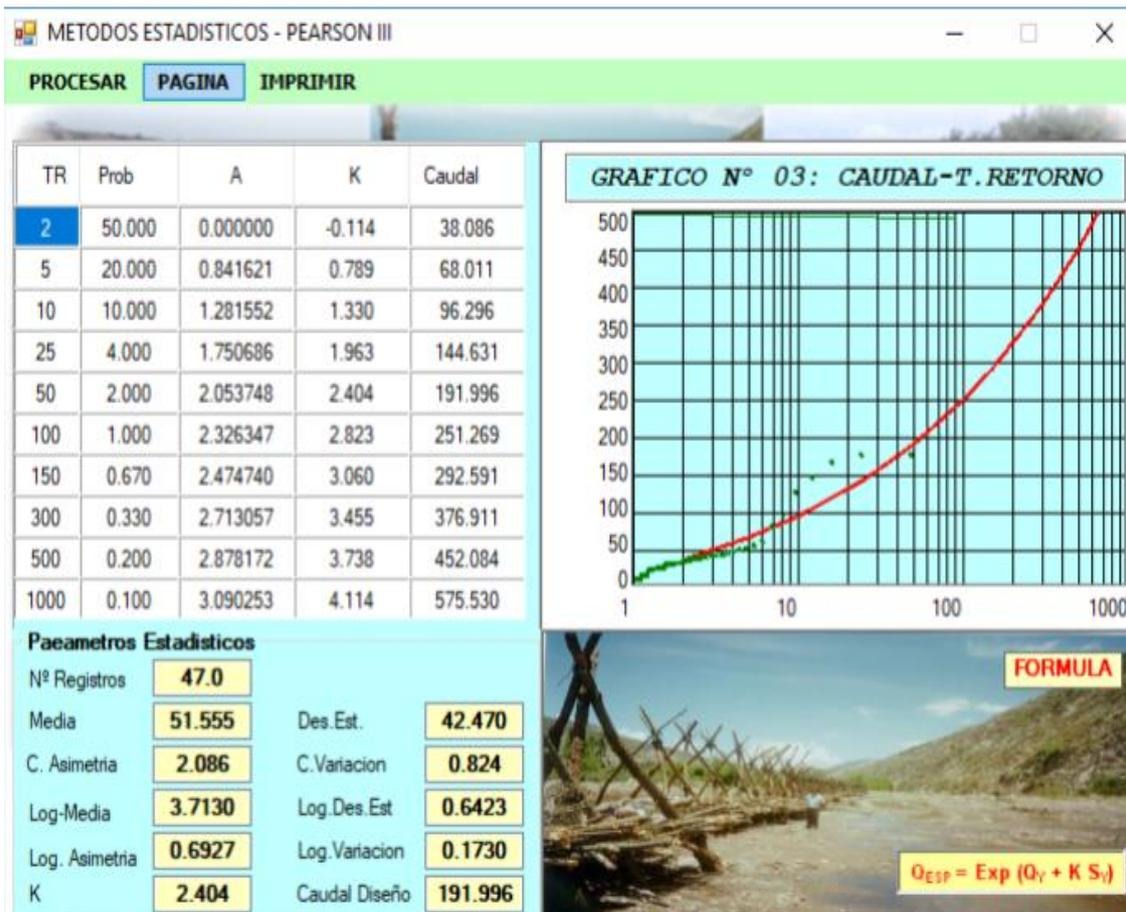 METODOS ESTADISTICOS - PEARSON III
PROCESAR PAGINA IMPRIMIR
TR Prob A K Caudal
2 50.000 0.000000 -0.114 38.086
5 20.000 0.841621 0.789 68.011
10 10.000 1.281552 1.330 96.296
25 4.000 1.750686 1.963 144.631
50 2.000 2.053748 2.404 191.996
100 1.000 2.326347 2.823 251.269
150 0.670 2.474740 3.060 292.591
300 0.330 2.713057 3.455 376.911
500 0.200 2.878172 3.738 452.084
1000 0.100 3.090253 4.114 575.530
GRAFICO N° 03: CAUDAL-T.RETORNO
500
450
400
350
300
250
200
150
100
50
0
1 10 100 1000
Paeametros Estadisticos
Nº Registros 47.0
Media 51.555 Des.Est. 42.470
C. Asimetria 2.086 C.Variacion 0.824
Log-Media 3.7130 Log.Des.Est 0.6423
Log. Asimetria 0.6927 Log.Variacion 0.1730
K 2.404 Caudal Diseño 191.996
FORMULA
QESP = Exp (QY + K SY)